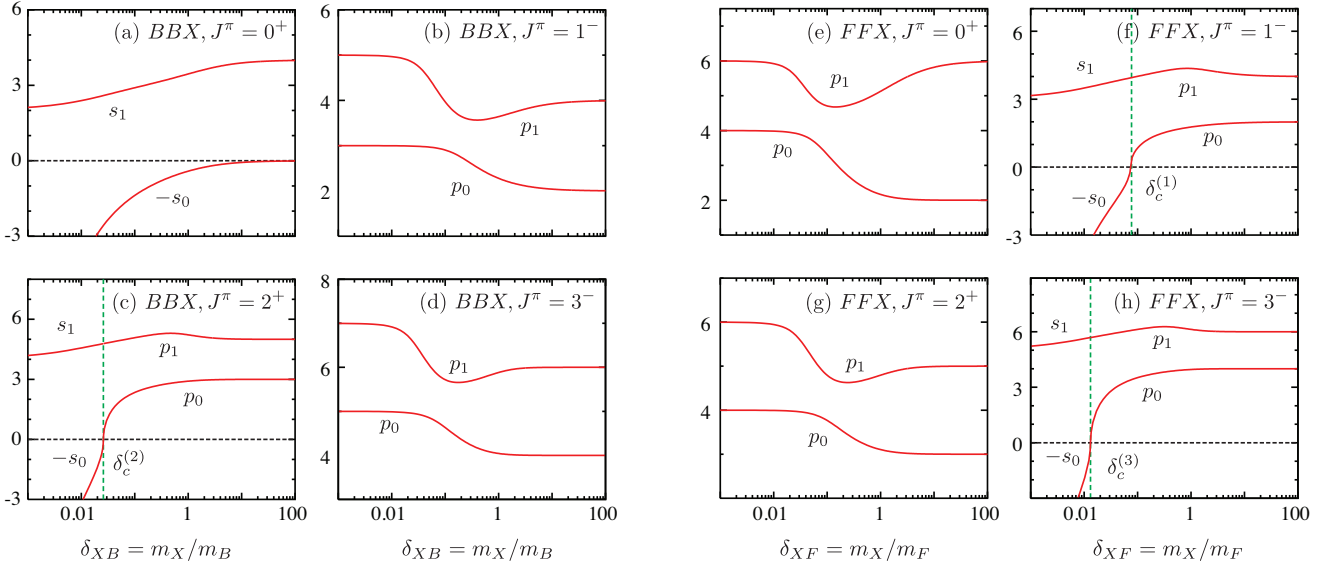 (a) BBX, J^π = 0^+
6
3
0
-3
s_1
−s_0
(b) BBX, J^π = 1^−
6
4
2
p_1
p_0
(e) FFX, J^π = 0^+
6
4
2
p_1
p_0
(f) FFX, J^π = 1^−
6
3
0
-3
s_1
p_1
p_0
−s_0
δ_c^(1)
(c) BBX, J^π = 2^+
6
3
0
-3
s_1
p_1
p_0
−s_0
δ_c^(2)
0.01 1 100
δ_XB = m_X/m_B
(d) BBX, J^π = 3^−
8
6
4
p_1
p_0
0.01 1 100
δ_XB = m_X/m_B
(g) FFX, J^π = 2^+
6
4
p_1
p_0
0.01 1 100
δ_XF = m_X/m_F
(h) FFX, J^π = 3^−
6
3
0
s_1
p_1
p_0
−s_0
δ_c^(3)
0.01 1 100
δ_XF = m_X/m_F